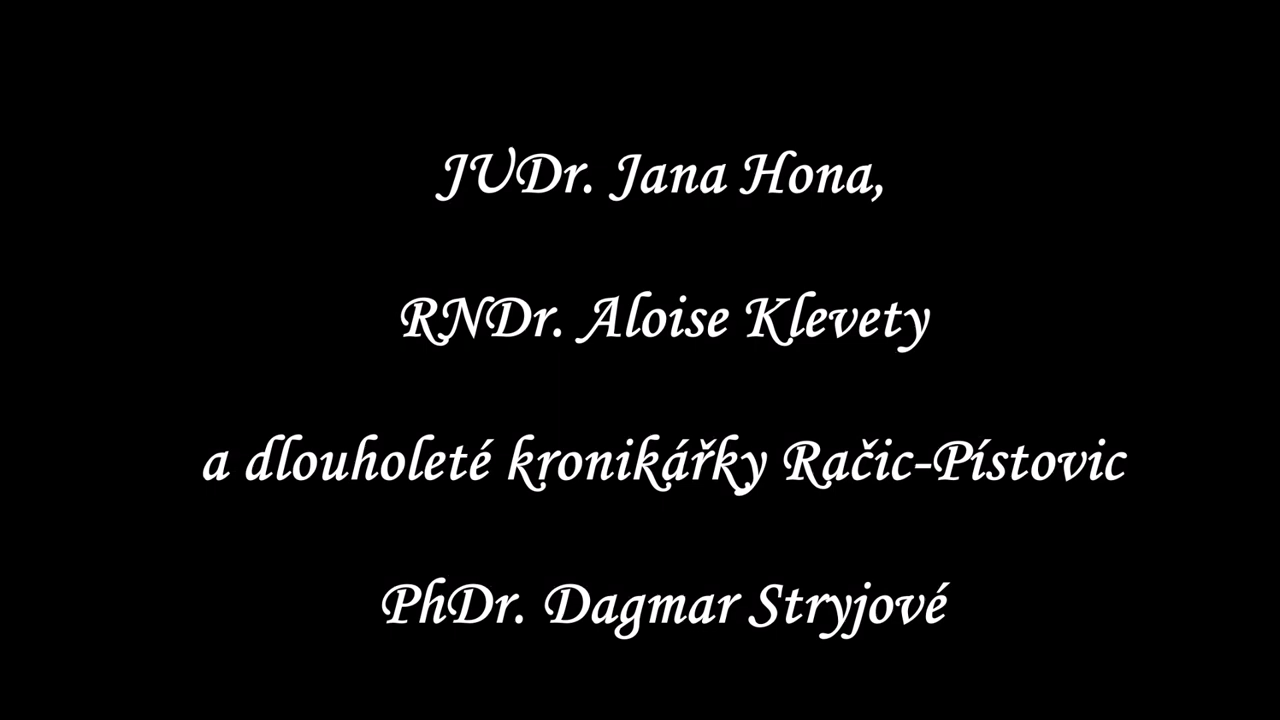 JUDr. Jana Hona,
RNDr. Aloise Klevety
a dlouholeté kronikářky Račic-Pístovic
PhDr. Dagmar Stryjové